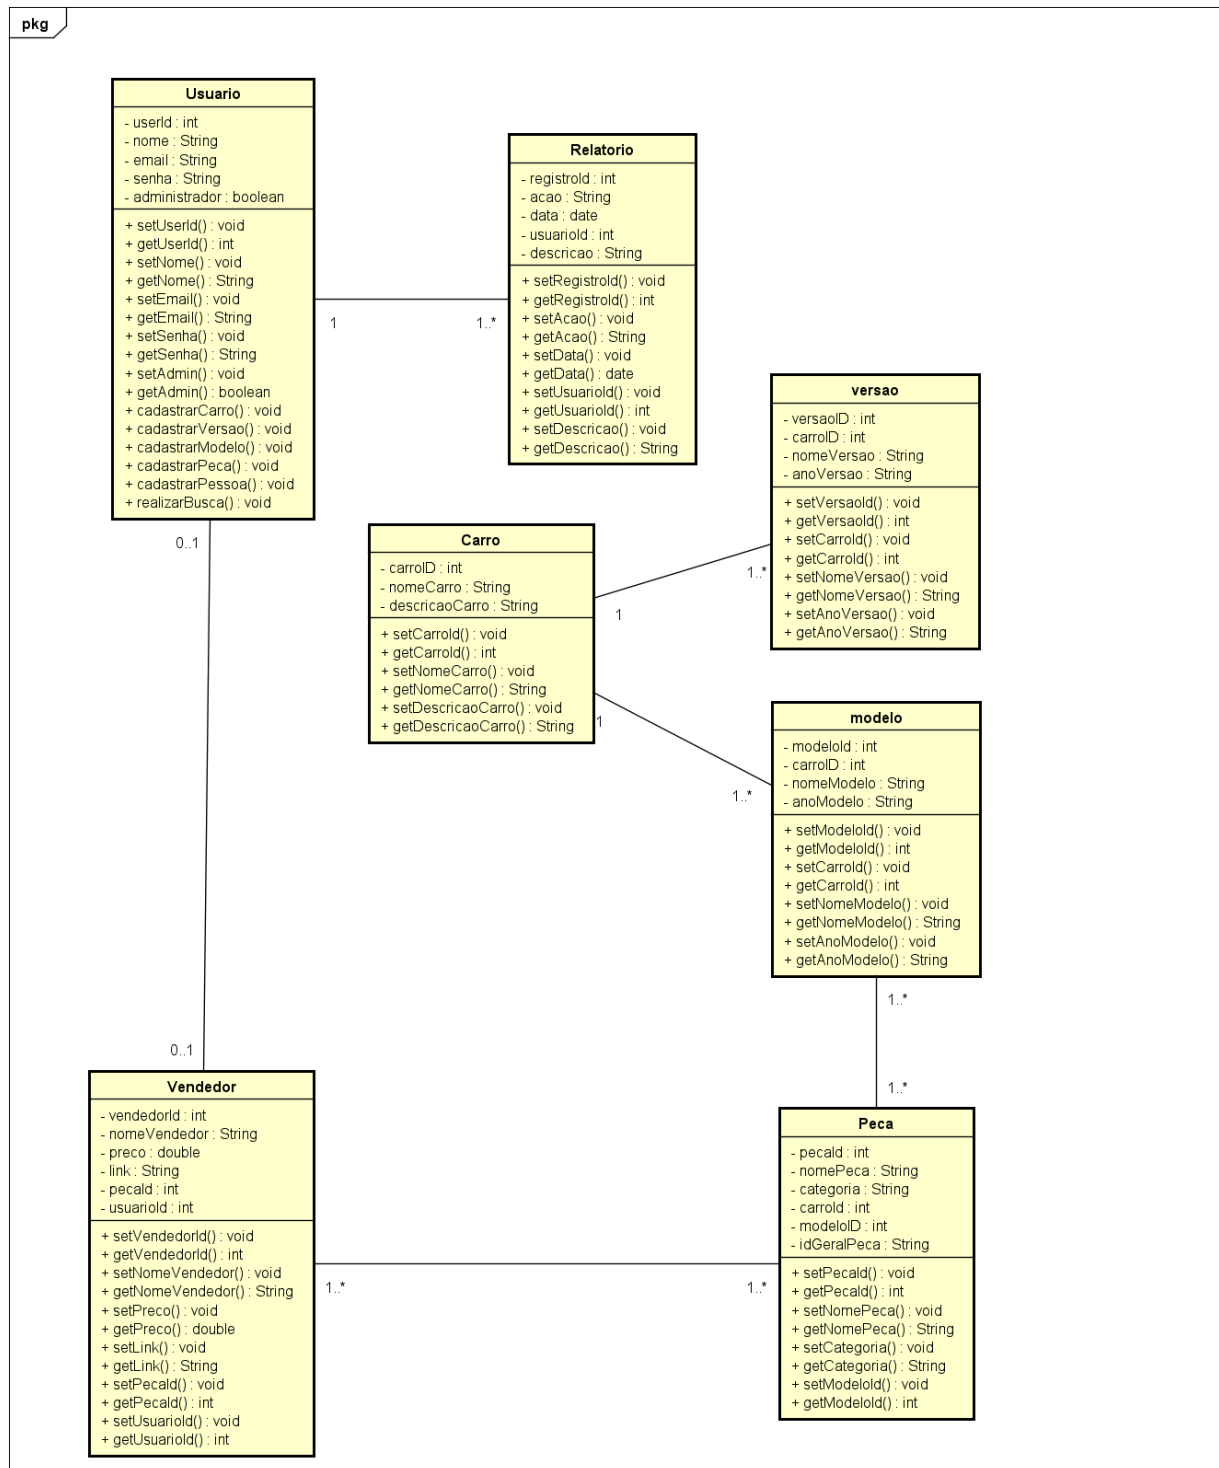 pkg
Usuario
- userId : int
- nome : String
- email : String
- senha : String
- administrador : boolean
+ setUserId() : void
+ getUserId() : int
+ setNome() : void
+ getNome() : String
+ setEmail() : void
+ getEmail() : String
+ setSenha() : void
+ getSenha() : String
+ setAdmin() : void
+ getAdmin() : boolean
+ cadastrarCarro() : void
+ cadastrarVersao() : void
+ cadastrarModelo() : void
+ cadastrarPeca() : void
+ cadastrarPessoa() : void
+ realizarBusca() : void
1
1..*
Relatorio
- registroId : int
- acao : String
- data : date
- usuarioId : int
- descricao : String
+ setRegistroId() : void
+ getRegistroId() : int
+ setAcao() : void
+ getAcao() : String
+ setData() : void
+ getData() : date
+ setUsuarioId() : void
+ getUsuarioId() : int
+ setDescricao() : void
+ getDescricao() : String
versao
- versaoID : int
- carroID : int
- nomeVersao : String
- anoVersao : String
+ setVersaoId() : void
+ getVersaoId() : int
+ setCarroId() : void
+ getCarroId() : int
+ setNomeVersao() : void
+ getNomeVersao() : String
+ setAnoVersao() : void
+ getAnoVersao() : String
0..1
Carro
- carroID : int
- nomeCarro : String
- descricaoCarro : String
+ setCarroId() : void
+ getCarroId() : int
+ setNomeCarro() : void
+ getNomeCarro() : String
+ setDescricaoCarro() : void
+ getDescricaoCarro() : String
1
1..*
1
1..*
modelo
- modeloId : int
- carroID : int
- nomeModelo : String
- anoModelo : String
+ setModeloId() : void
+ getModeloId() : int
+ setCarroId() : void
+ getCarroId() : int
+ setNomeModelo() : void
+ getNomeModelo() : String
+ setAnoModelo() : void
+ getAnoModelo() : String
1..*
1..*
0..1
Vendedor
- vendedorId : int
- nomeVendedor : String
- preco : double
- link : String
- pecaId : int
- usuarioId : int
+ setVendedorId() : void
+ getVendedorId() : int
+ setNomeVendedor() : void
+ getNomeVendedor() : String
+ setPreco() : void
+ getPreco() : double
+ setLink() : void
+ getLink() : String
+ setPecaId() : void
+ getPecaId() : int
+ setUsuarioId() : void
+ getUsuarioId() : int
1..*
1..*
Peca
- pecaId : int
- nomePeca : String
- categoria : String
- carroId : int
- modeloID : int
- idGeralPeca : String
+ setPecaId() : void
+ getPecaId() : int
+ setNomePeca() : void
+ getNomePeca() : String
+ setCategoria() : void
+ getCategoria() : String
+ setModeloId() : void
+ getModeloId() : int